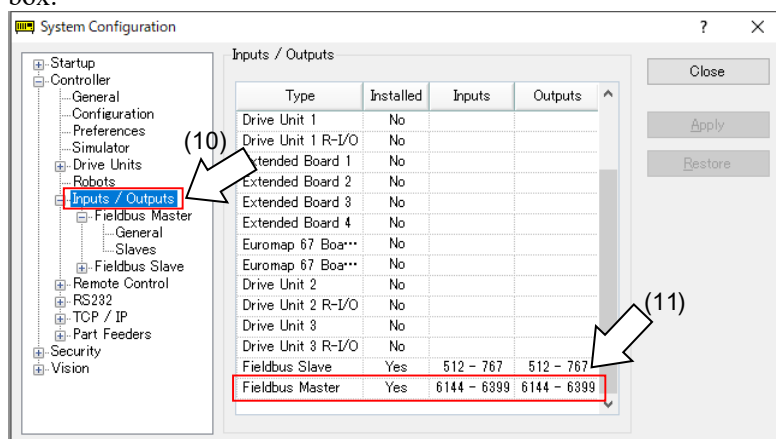 box.
System Configuration
? ×
Startup
Controller
General
Configuration
Preferences
Simulator
Drive Units
Robots
Inputs / Outputs
Fieldbus Master
General
Slaves
Fieldbus Slave
Remote Control
RS232
TCP / IP
Part Feeders
Security
Vision
(10)
Inputs / Outputs
Type Installed Inputs Outputs
Drive Unit 1 No
Drive Unit 1 R-I/O No
Extended Board 1 No
Extended Board 2 No
Extended Board 3 No
Extended Board 4 No
Euromap 67 Boa··· No
Euromap 67 Boa··· No
Drive Unit 2 No
Drive Unit 2 R-I/O No
Drive Unit 3 No
Drive Unit 3 R-I/O No
Fieldbus Slave Yes 512 - 767 512 - 767
Fieldbus Master Yes 6144 - 6399 6144 - 6399
(11)
Close
Apply
Restore